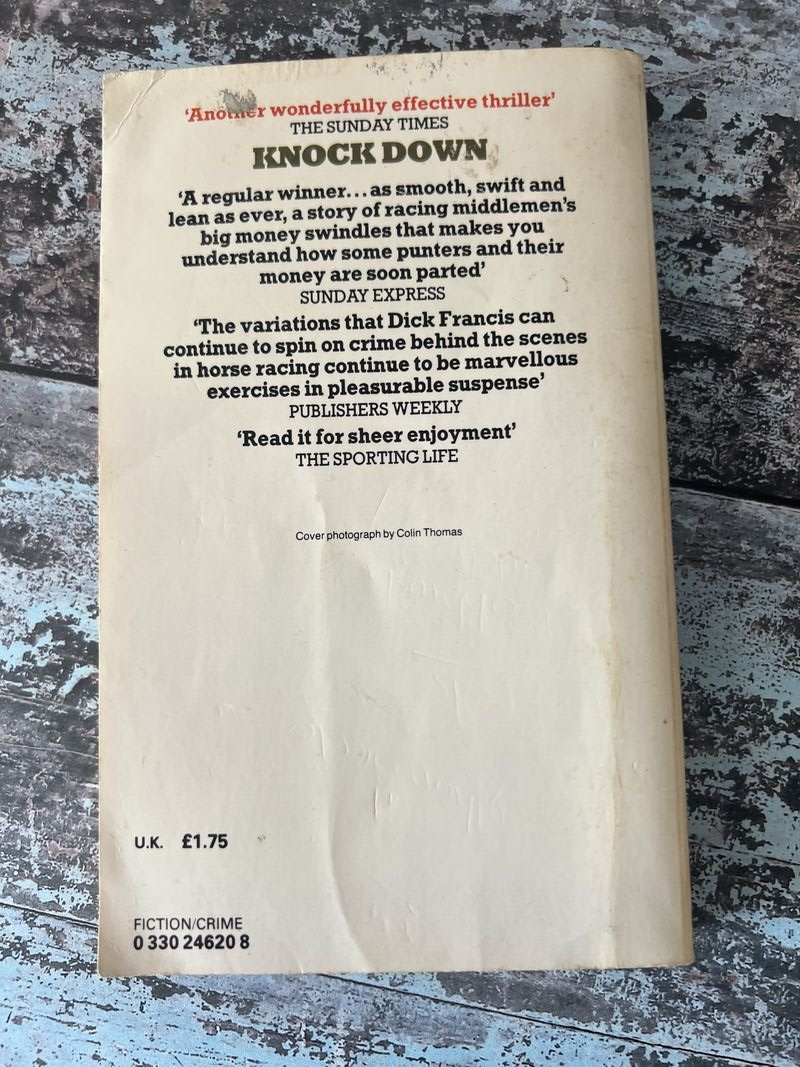 ‘Another wonderfully effective thriller’
THE SUNDAY TIMES
KNOCK DOWN
‘A regular winner... as smooth, swift and
lean as ever, a story of racing middlemen’s
big money swindles that makes you
understand how some punters and their
money are soon parted’
SUNDAY EXPRESS
‘The variations that Dick Francis can
continue to spin on crime behind the scenes
in horse racing continue to be marvellous
exercises in pleasurable suspense’
PUBLISHERS WEEKLY
‘Read it for sheer enjoyment’
THE SPORTING LIFE
Cover photograph by Colin Thomas
U.K. £1.75
FICTION/CRIME
0 330 24620 8